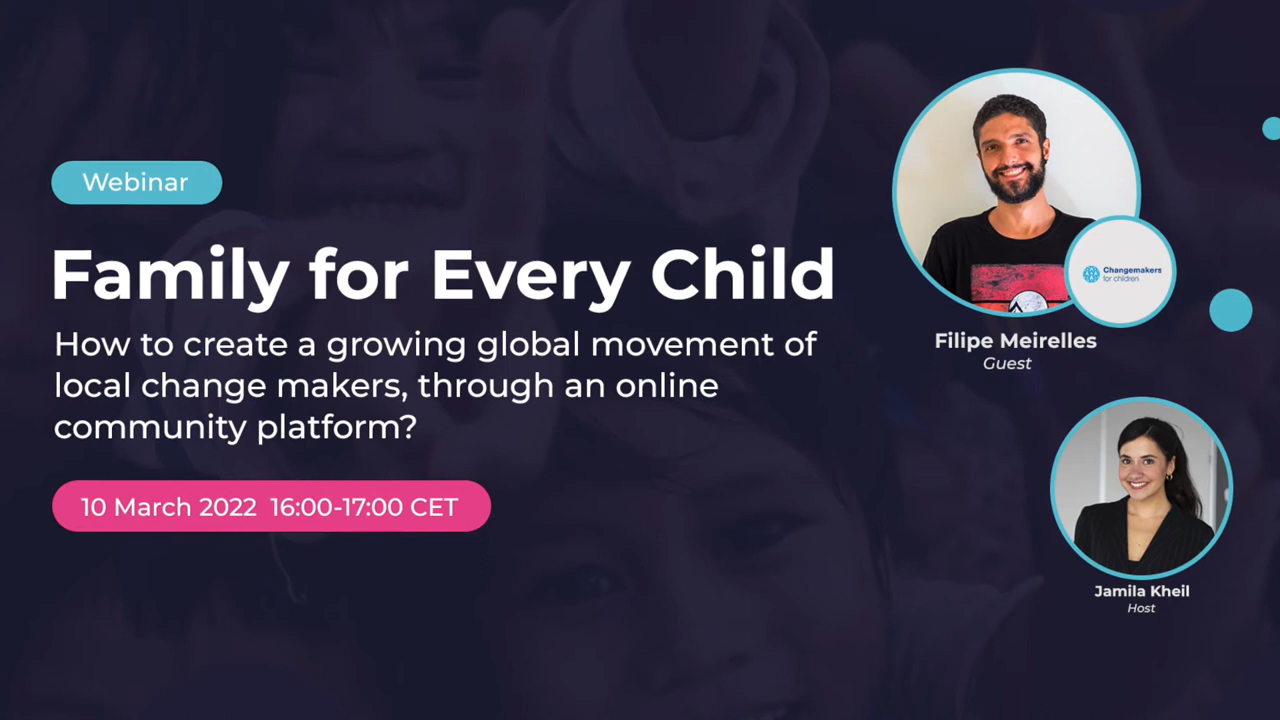 Webinar
Family for Every Child
How to create a growing global movement of
local change makers, through an online
community platform?
10 March 2022 16:00-17:00 CET
Changemakers
for children
Filipe Meirelles
Guest
Jamila Kheil
Host